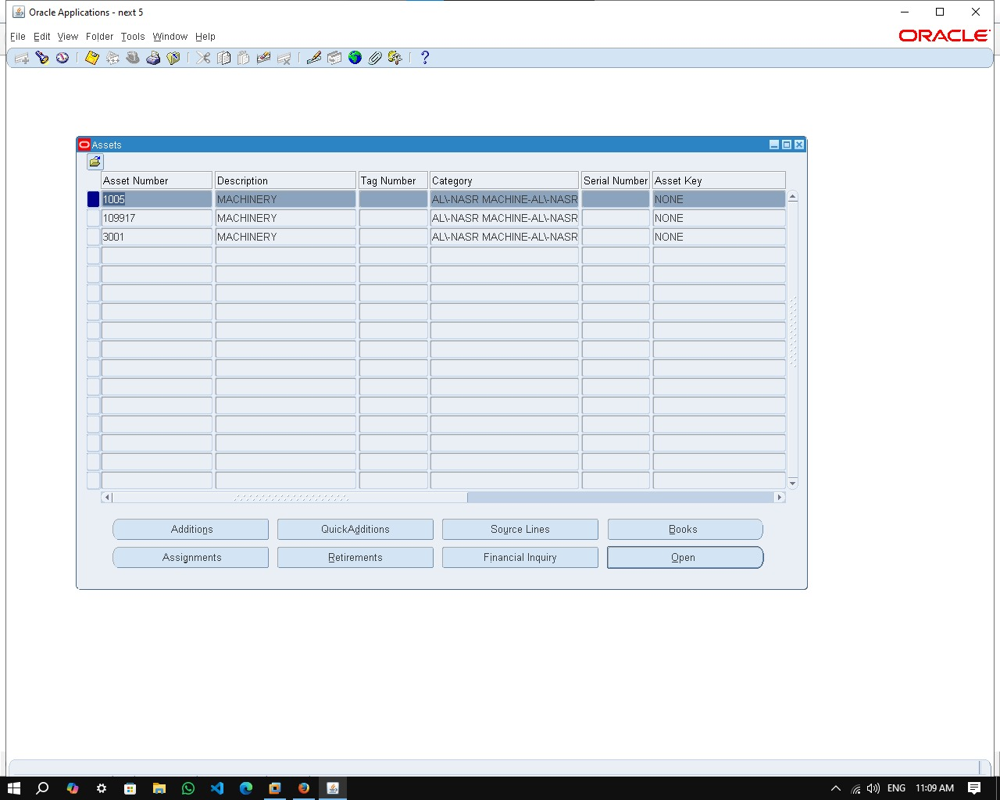 Oracle Applications - next 5
File Edit View Folder Tools Window Help
ORACLE
Assets
Asset Number Description Tag Number Category Serial Number Asset Key
1005 MACHINERY AL\-NASR MACHINE-AL\-NASR NONE
109917 MACHINERY AL\-NASR MACHINE-AL\-NASR NONE
3001 MACHINERY AL\-NASR MACHINE-AL\-NASR NONE
Additions QuickAdditions Source Lines Books
Assignments Retirements Financial Inquiry Open
ENG 11:09 AM